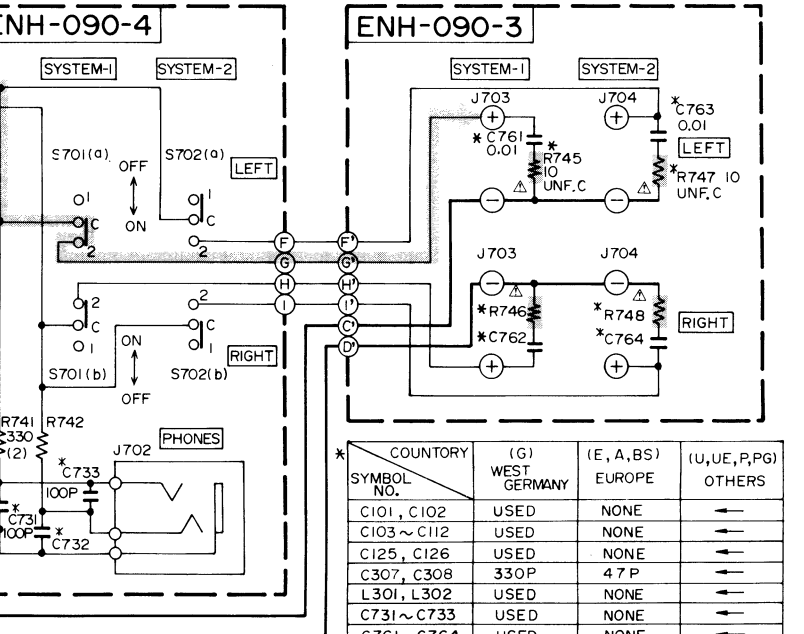 ENH-090-4
SYSTEM-1 SYSTEM-2
S701(a) OFF S702(a) LEFT
1 1
C ON C
2 2
F
G
H
I
2 2
C ON C
1 1
RIGHT
S701(b) S702(b)
OFF
R741 R742
330
(2)
J702 PHONES
* C733
100P
* C731
100P
* C732
ENH-090-3
SYSTEM-1 SYSTEM-2
J703 J704
+ +
* C761
0.01
* R745
10
UNF.C
* C763
0.01
LEFT
* R747 10
UNF.C
⚠ ⚠
- -
F'
G'
H'
I'
C'
D'
J703 J704
- -
⚠ ⚠
* R746 * R748
* C762 * C764
RIGHT
+ +
* COUNTORY (G) (E, A, BS) (U, UE, P, PG)
SYMBOL NO. WEST GERMANY EUROPE OTHERS
C101, C102 USED NONE ←
C103~C112 USED NONE ←
C125, C126 USED NONE ←
C307, C308 330P 47P ←
L301, L302 USED NONE ←
C731~C733 USED NONE ←
C761~C764 USED NONE ←